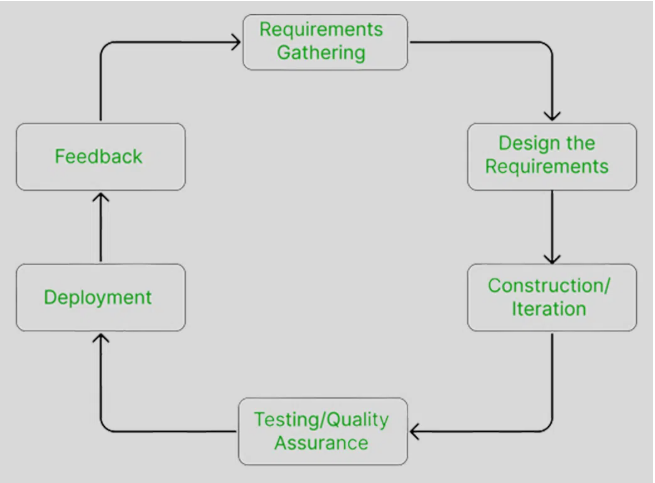 Requirements
Gathering
Design the
Requirements
Construction/
Iteration
Testing/Quality
Assurance
Deployment
Feedback